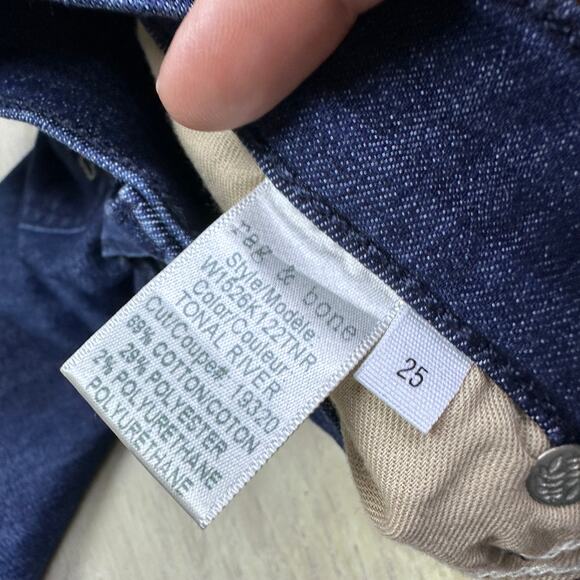 rag & bone
Style/Modele
W1526K122TNR
Color/Couleur
TONAL RIVER
Cut/Coupe# 19320
69% COTTON/COTON
29% POLYESTER
2% POLYURETHANE
POLYURETHANE
25